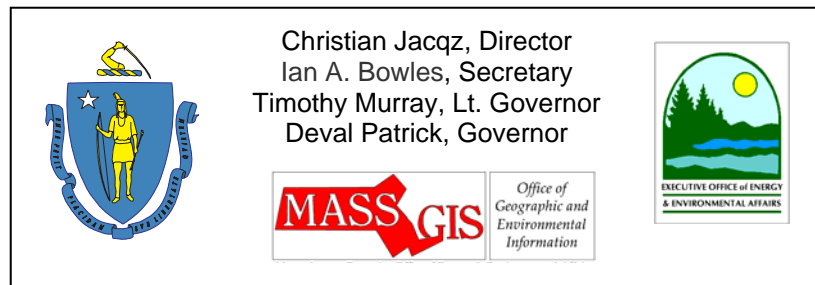 Christian Jacqz, Director
Ian A. Bowles, Secretary
Timothy Murray, Lt. Governor
Deval Patrick, Governor
MASS GIS
Office of
Geographic and
Environmental
Information
EXECUTIVE OFFICE of ENERGY
& ENVIRONMENTAL AFFAIRS